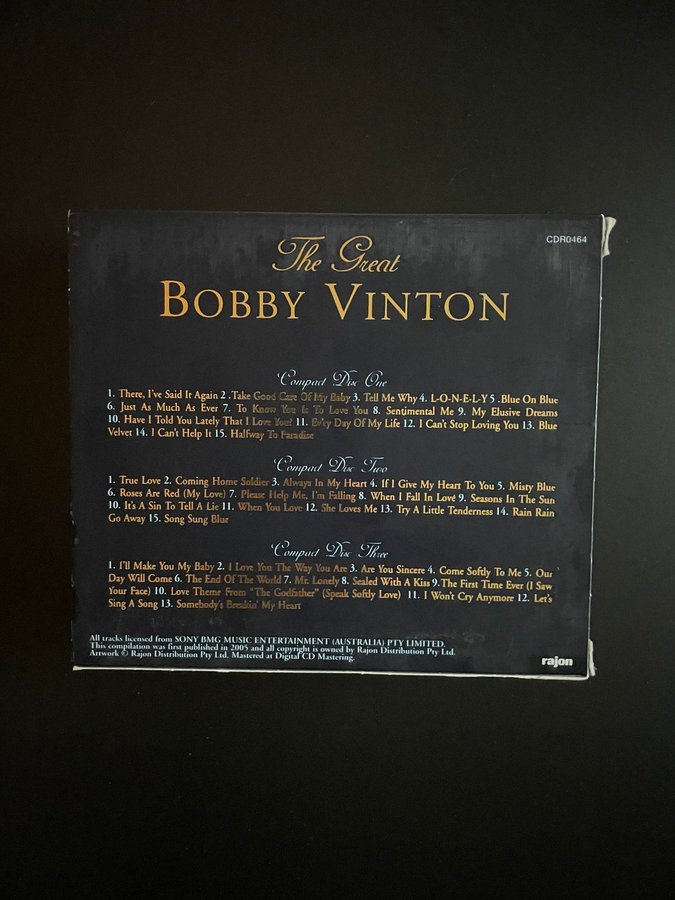 CDR0464
The Great
BOBBY VINTON
Compact Disc One
1. There, I've Said It Again 2 .Take Good Care Of My Baby 3. Tell Me Why 4. L-O-N-E-L-Y 5 .Blue On Blue
6. Just As Much As Ever 7. To Know You Is To Love You 8. Sentimental Me 9. My Elusive Dreams
10. Have I Told You Lately That I Love You? 11. Ev'ry Day Of My Life 12. I Can't Stop Loving You 13. Blue
Velvet 14. I Can't Help It 15. Halfway To Paradise
Compact Disc Two
1. True Love 2. Coming Home Soldier 3. Always In My Heart 4. If I Give My Heart To You 5. Misty Blue
6. Roses Are Red (My Love) 7. Please Help Me, I'm Falling 8. When I Fall In Love 9. Seasons In The Sun
10. It's A Sin To Tell A Lie 11. When You Love 12. She Loves Me 13. Try A Little Tenderness 14. Rain Rain
Go Away 15. Song Sung Blue
Compact Disc Three
1. I'll Make You My Baby 2. I Love You The Way You Are 3. Are You Sincere 4. Come Softly To Me 5. Our
Day Will Come 6. The End Of The World 7. Mr. Lonely 8. Sealed With A Kiss 9.The First Time Ever (I Saw
Your Face) 10. Love Theme From "The Godfather" (Speak Softly Love) 11. I Won't Cry Anymore 12. Let's
Sing A Song 13. Somebody's Breakin' My Heart
All tracks licensed from SONY BMG MUSIC ENTERTAINMENT (AUSTRALIA) PTY LIMITED.
This compilation was first published in 2005 and all copyright is owned by Rajon Distribution Pty Ltd.
Artwork © Rajon Distribution Pty Ltd. Mastered at Digital CD Mastering.
rajon